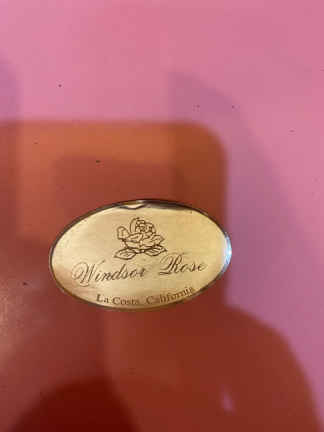 Windsor Rose
La Costa, California